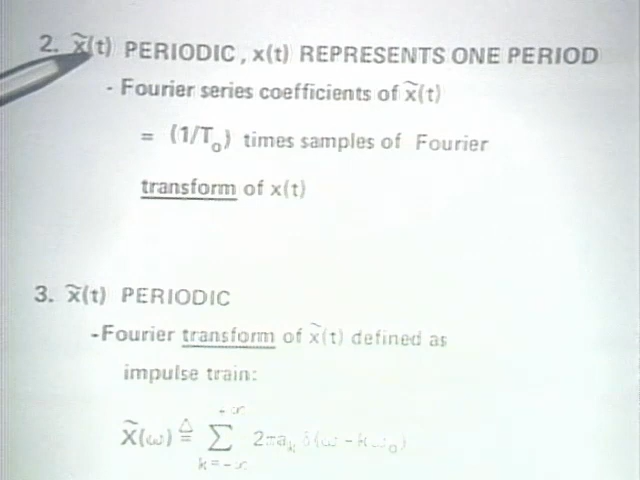 2. x̃(t) PERIODIC, x(t) REPRESENTS ONE PERIOD
- Fourier series coefficients of x̃(t)
= (1/T₀) times samples of Fourier
transform of x(t)
3. x̃(t) PERIODIC
-Fourier transform of x̃(t) defined as
impulse train:
+∞
X̃(ω) ≜ Σ 2πaₖ δ(ω - kω₀)
k=-∞